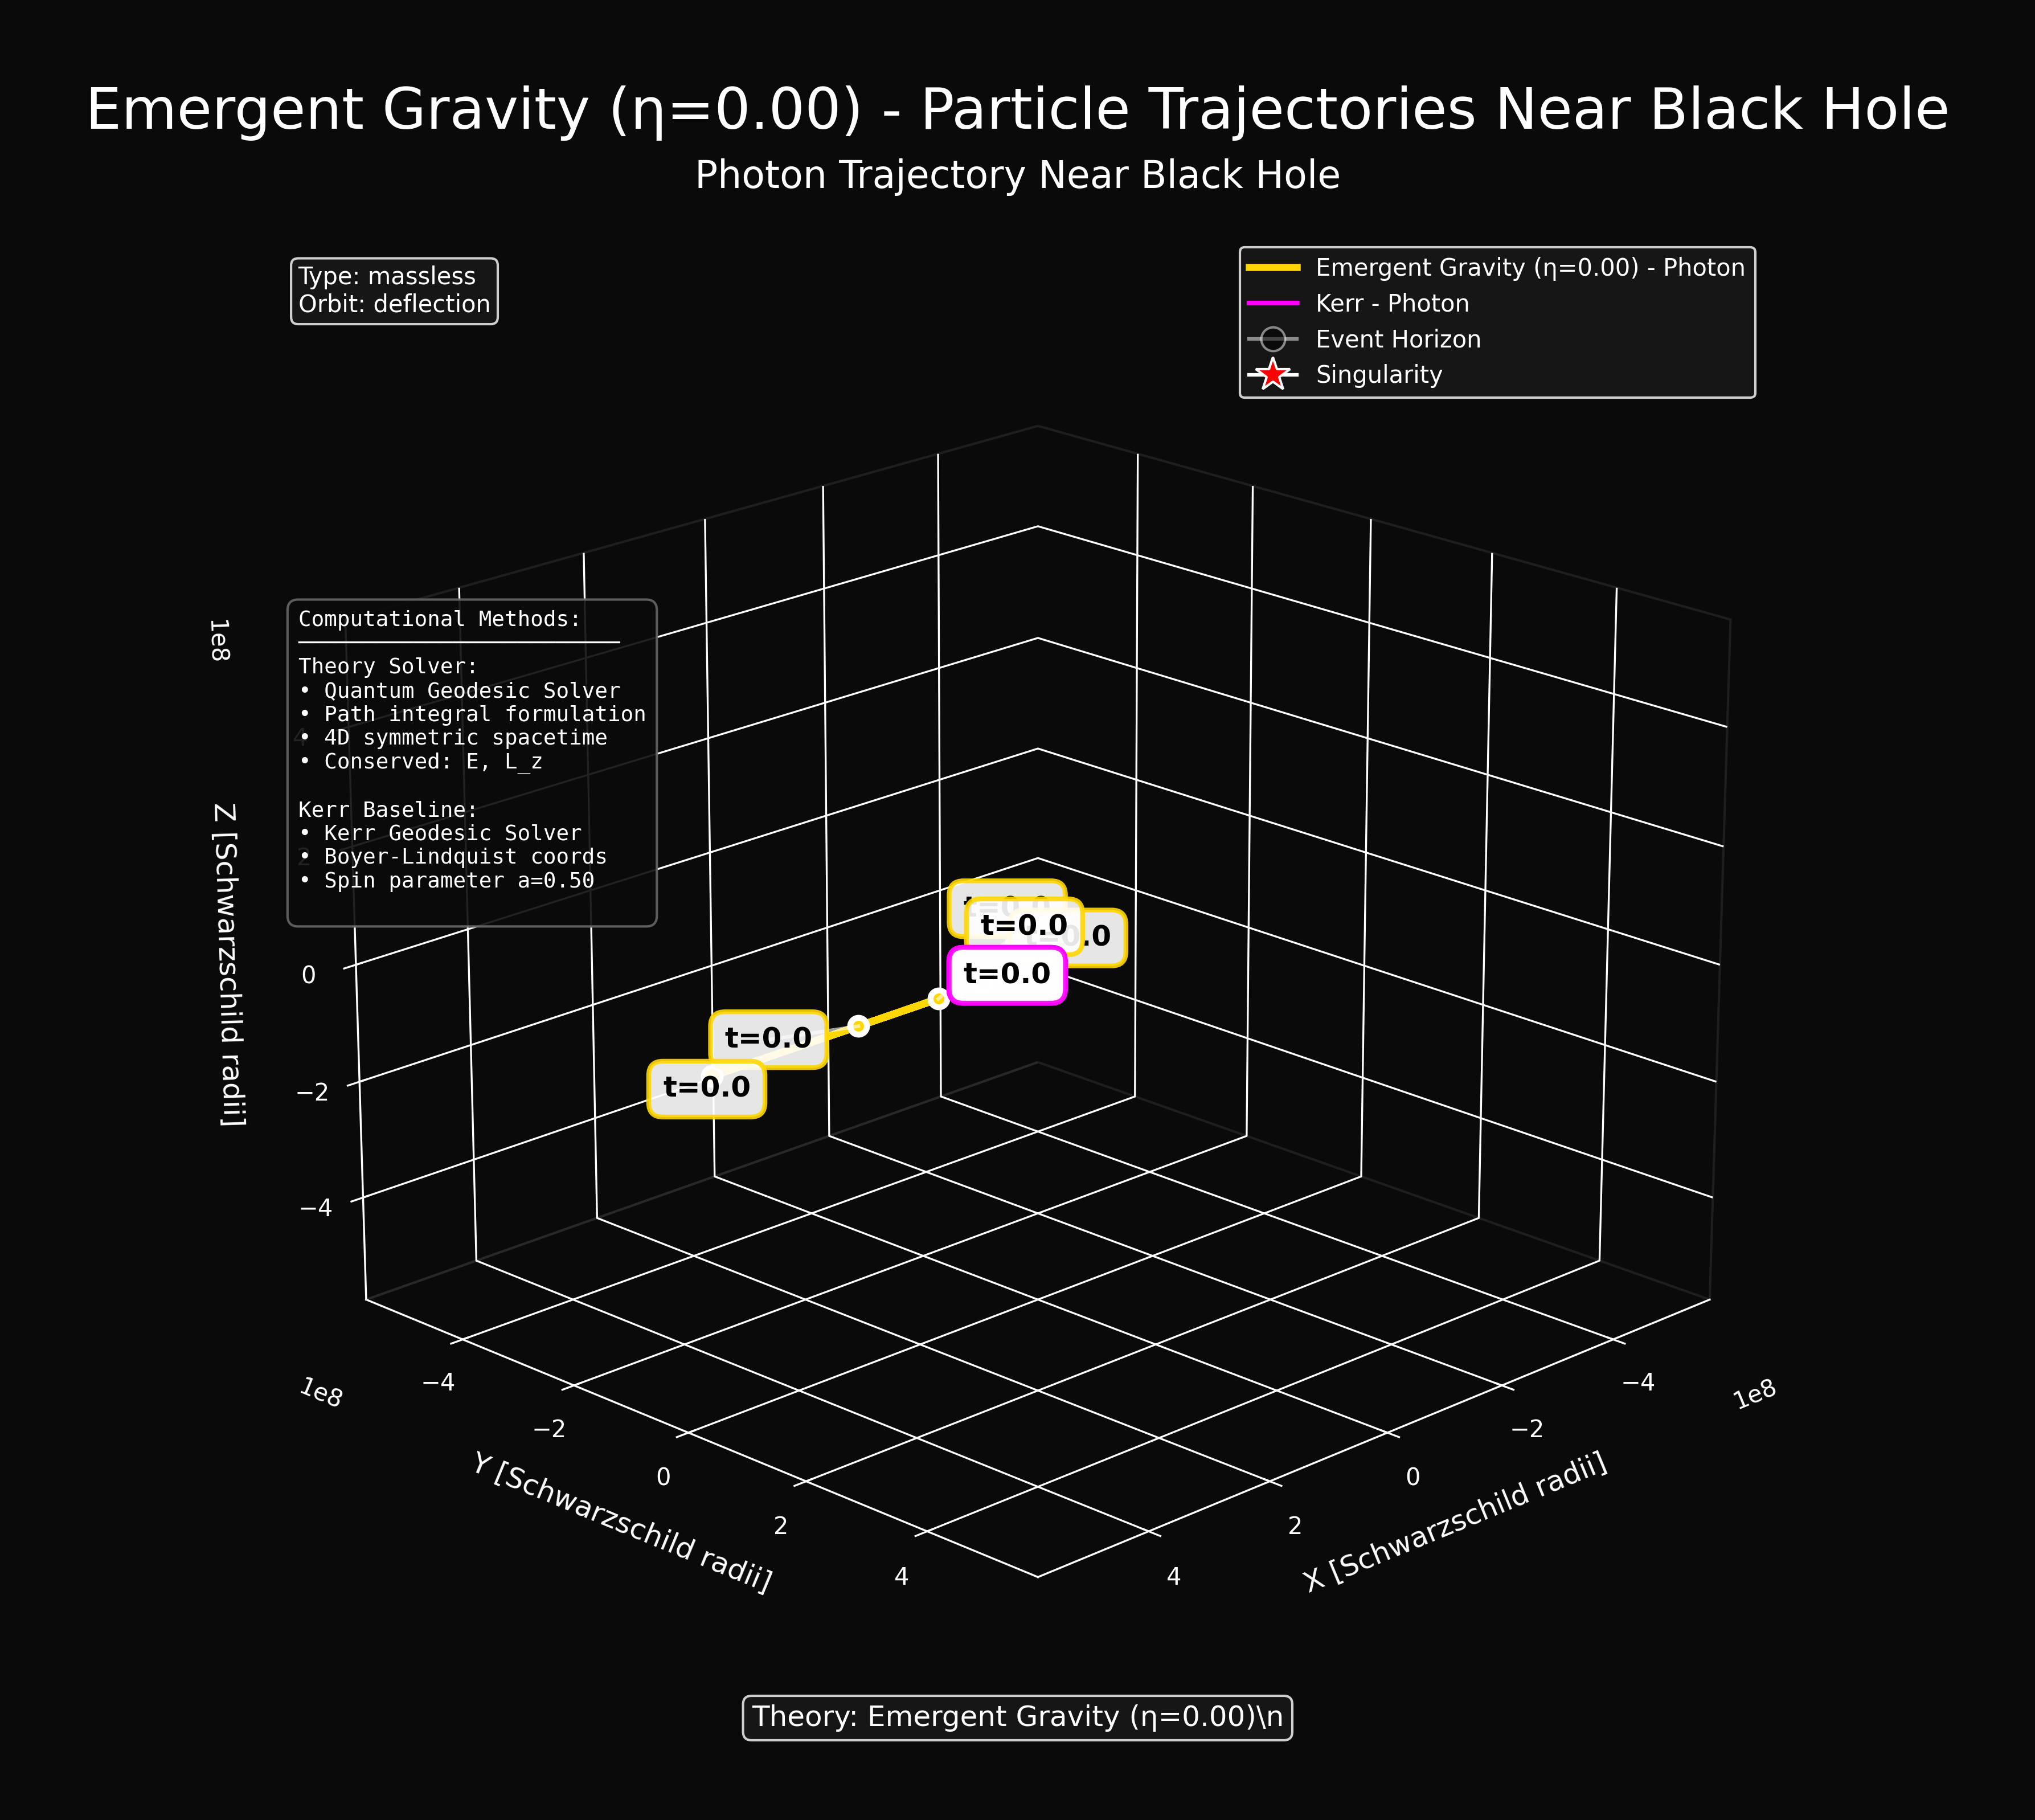 Emergent Gravity (η=0.00) - Particle Trajectories Near Black Hole
Photon Trajectory Near Black Hole
Type: massless
Orbit: deflection
Emergent Gravity (η=0.00) - Photon
Kerr - Photon
Event Horizon
Singularity
Computational Methods:
Theory Solver:
• Quantum Geodesic Solver
• Path integral formulation
• 4D symmetric spacetime
• Conserved: E, L_z
Kerr Baseline:
• Kerr Geodesic Solver
• Boyer-Lindquist coords
• Spin parameter a=0.50
1e8
4
2
0
−2
−4
Z [Schwarzschild radii]
t=0.0
t=0.0
t=0.0
t=0.0
t=0.0
t=0.0
1e8
−4
−2
0
2
4
Y [Schwarzschild radii]
4
2
0
−2
−4
1e8
X [Schwarzschild radii]
Theory: Emergent Gravity (η=0.00)\n